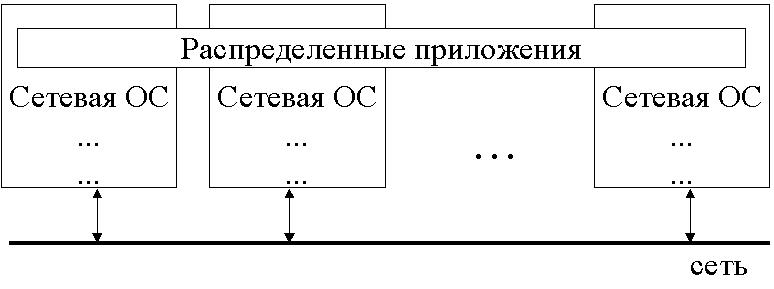 Распределенные приложения
Сетевая ОС Сетевая ОС Сетевая ОС
... ... ...
...
... ... ...
сеть